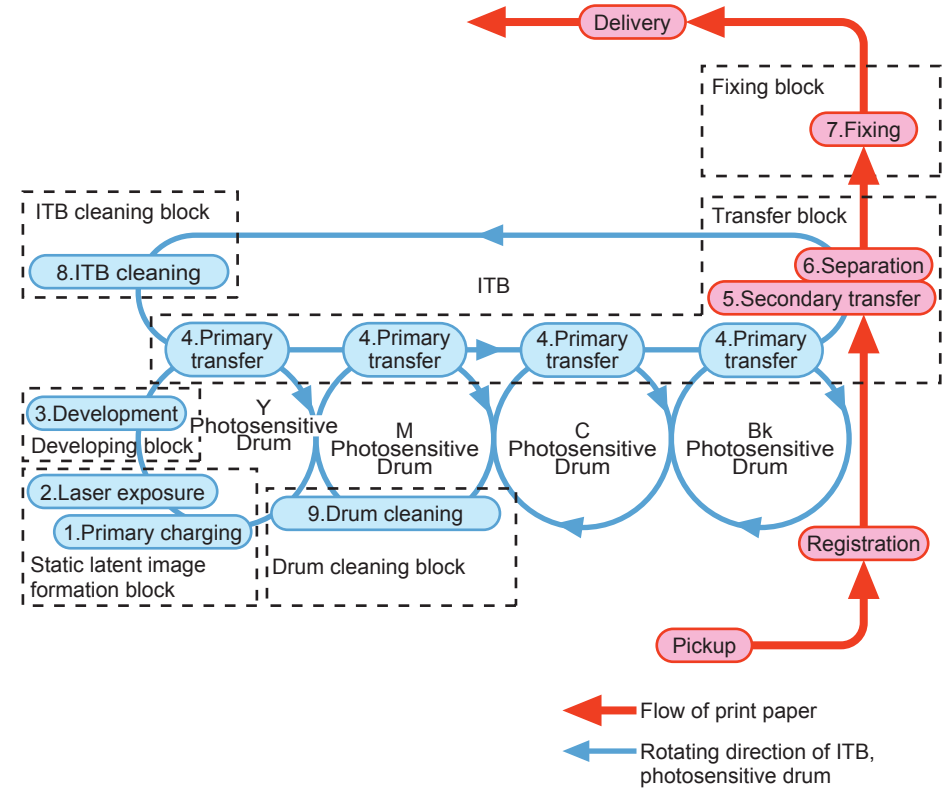 Delivery
Fixing block
7.Fixing
ITB cleaning block
8.ITB cleaning
Transfer block
6.Separation
5.Secondary transfer
ITB
4.Primary
transfer
4.Primary
transfer
4.Primary
transfer
4.Primary
transfer
3.Development
Developing block
Y
Photosensitive
Drum
M
Photosensitive
Drum
C
Photosensitive
Drum
Bk
Photosensitive
Drum
2.Laser exposure
1.Primary charging
Static latent image
formation block
9.Drum cleaning
Drum cleaning block
Registration
Pickup
Flow of print paper
Rotating direction of ITB,
photosensitive drum